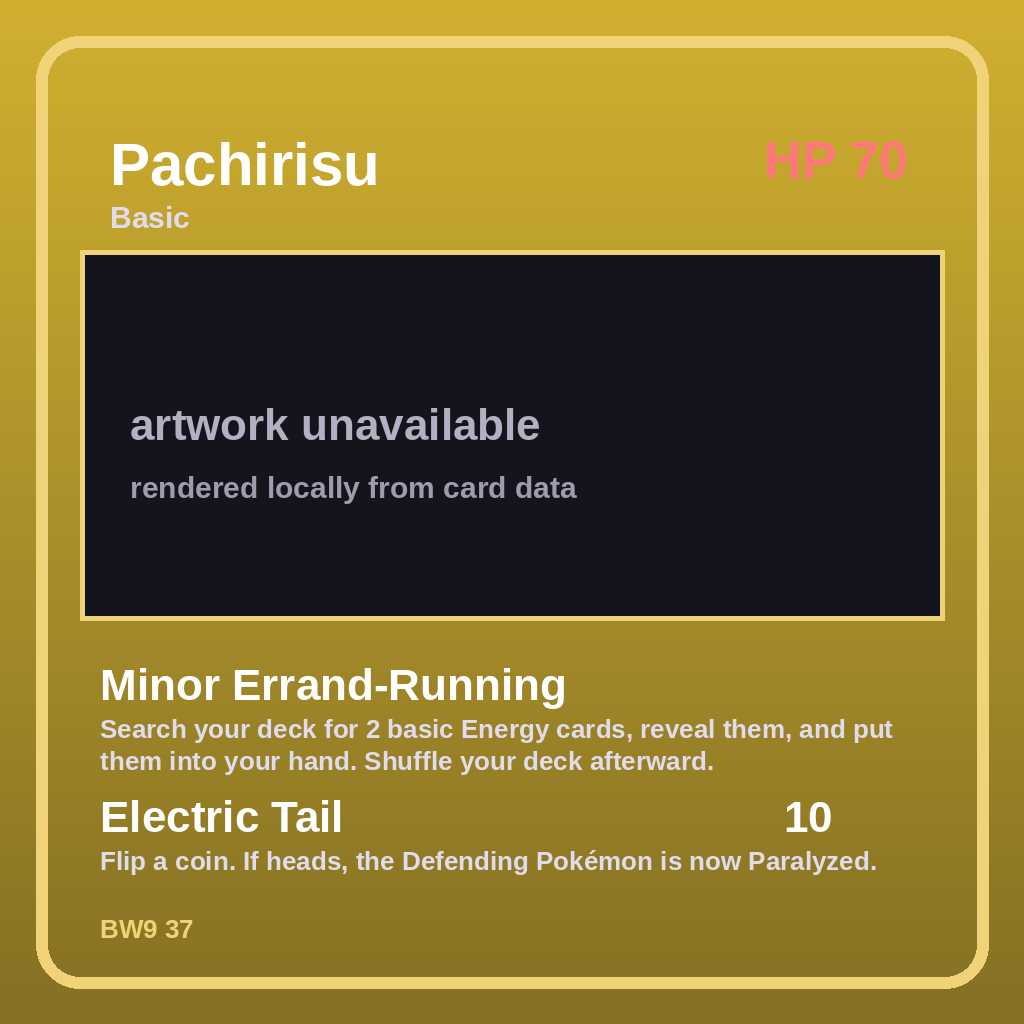 Pachirisu
HP 70
Basic
artwork unavailable
rendered locally from card data
Minor Errand-Running
Search your deck for 2 basic Energy cards, reveal them, and put
them into your hand. Shuffle your deck afterward.
Electric Tail 10
Flip a coin. If heads, the Defending Pokémon is now Paralyzed.
BW9 37